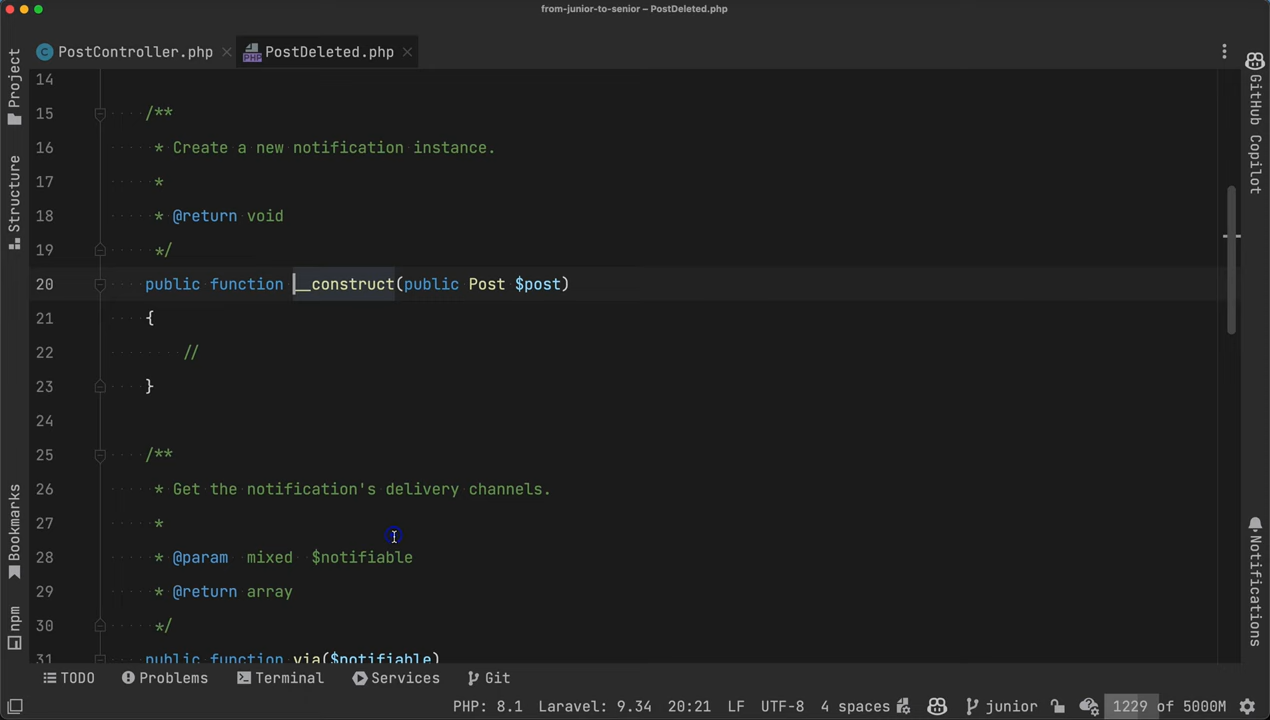 from-junior-to-senior – PostDeleted.php
PostController.php
PostDeleted.php
Project
Structure
Bookmarks
npm
14
15 /**
16 * Create a new notification instance.
17 *
18 * @return void
19 */
20 public function __construct(public Post $post)
21 {
22 //
23 }
24
25 /**
26 * Get the notification's delivery channels.
27 *
28 * @param mixed $notifiable
29 * @return array
30 */
31 public function via($notifiable)
GitHub Copilot
Notifications
TODO Problems Terminal Services Git
PHP: 8.1 Laravel: 9.34 20:21 LF UTF-8 4 spaces junior 1229 of 5000M